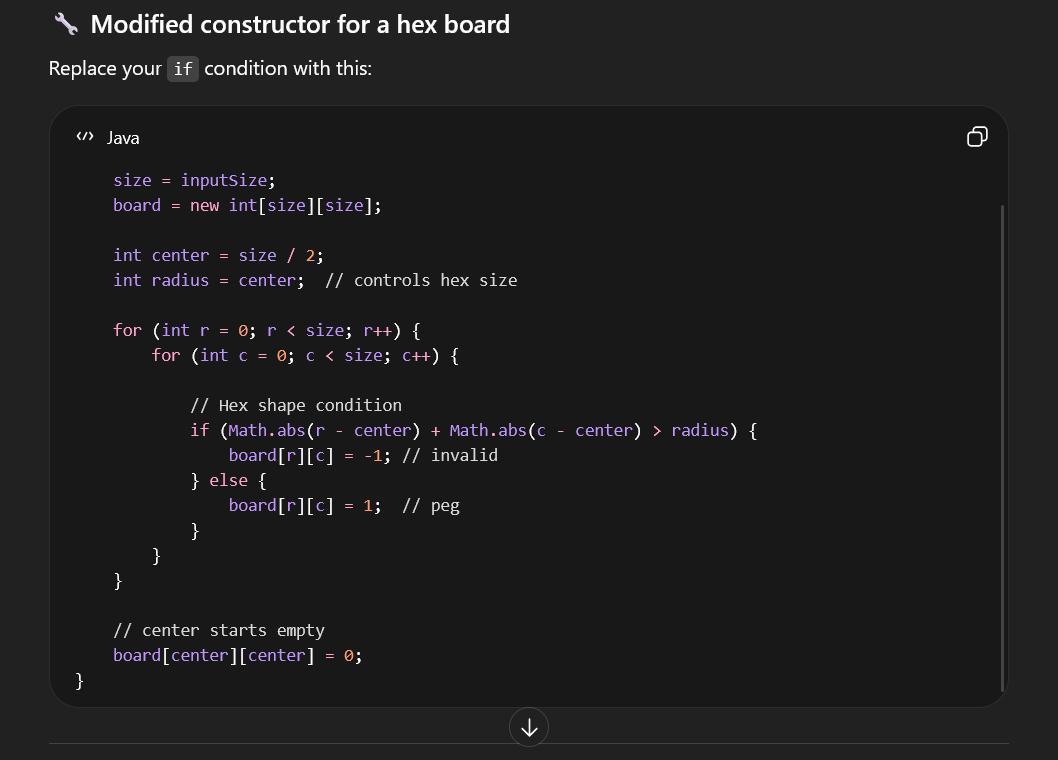 🔧 Modified constructor for a hex board
Replace your if condition with this:
</> Java
size = inputSize;
board = new int[size][size];
int center = size / 2;
int radius = center;  // controls hex size
for (int r = 0; r < size; r++) {
for (int c = 0; c < size; c++) {
// Hex shape condition
if (Math.abs(r - center) + Math.abs(c - center) > radius) {
board[r][c] = -1; // invalid
} else {
board[r][c] = 1;  // peg
}
}
}
// center starts empty
board[center][center] = 0;
}